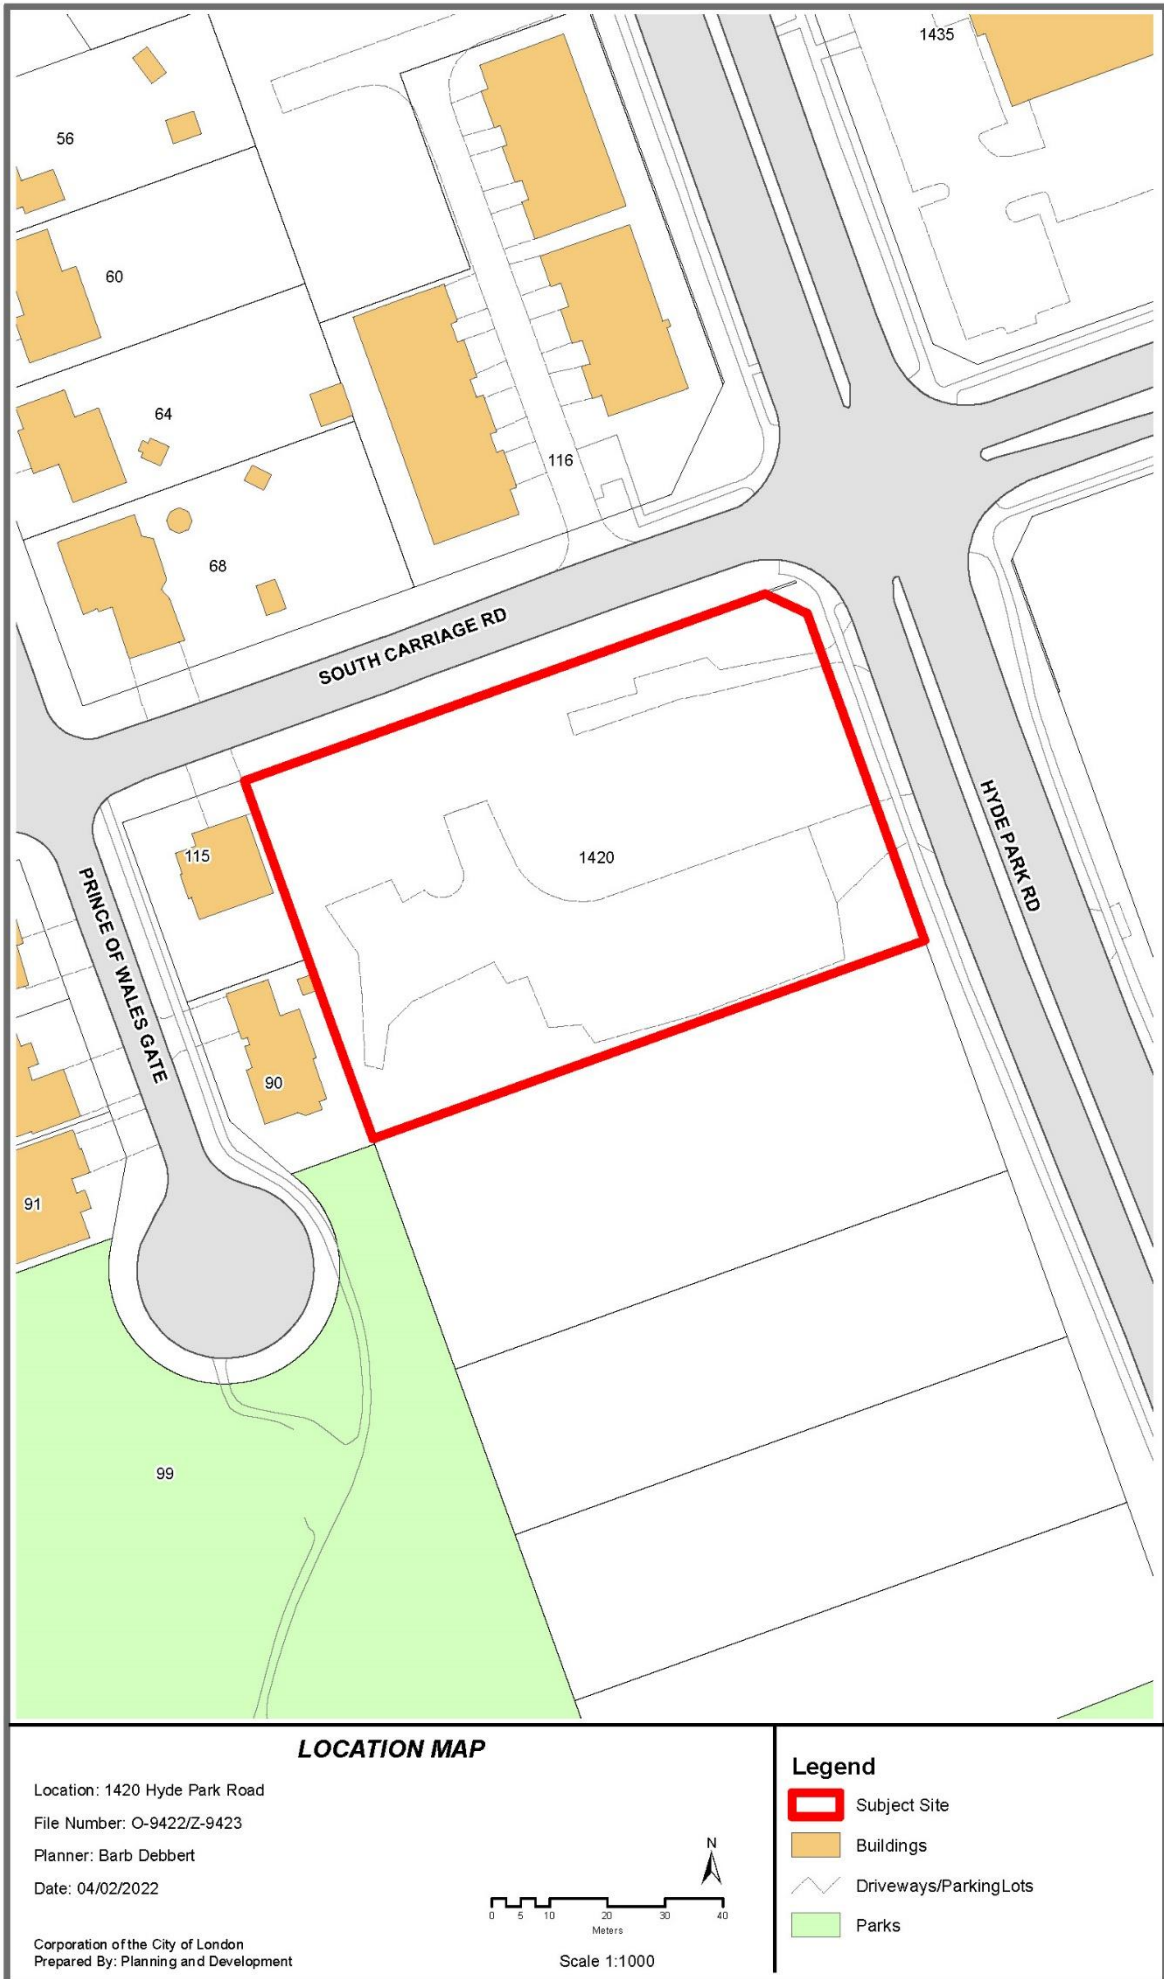 1435
56
60
64
116
68
SOUTH CARRIAGE RD
HYDE PARK RD
115
1420
PRINCE OF WALES GATE
90
91
99
LOCATION MAP
Location: 1420 Hyde Park Road
File Number: O-9422/Z-9423
Planner: Barb Debbert
Date: 04/02/2022
Corporation of the City of London
Prepared By: Planning and Development
N
0 5 10 20 30 40
Meters
Scale 1:1000
Legend
Subject Site
Buildings
Driveways/ParkingLots
Parks